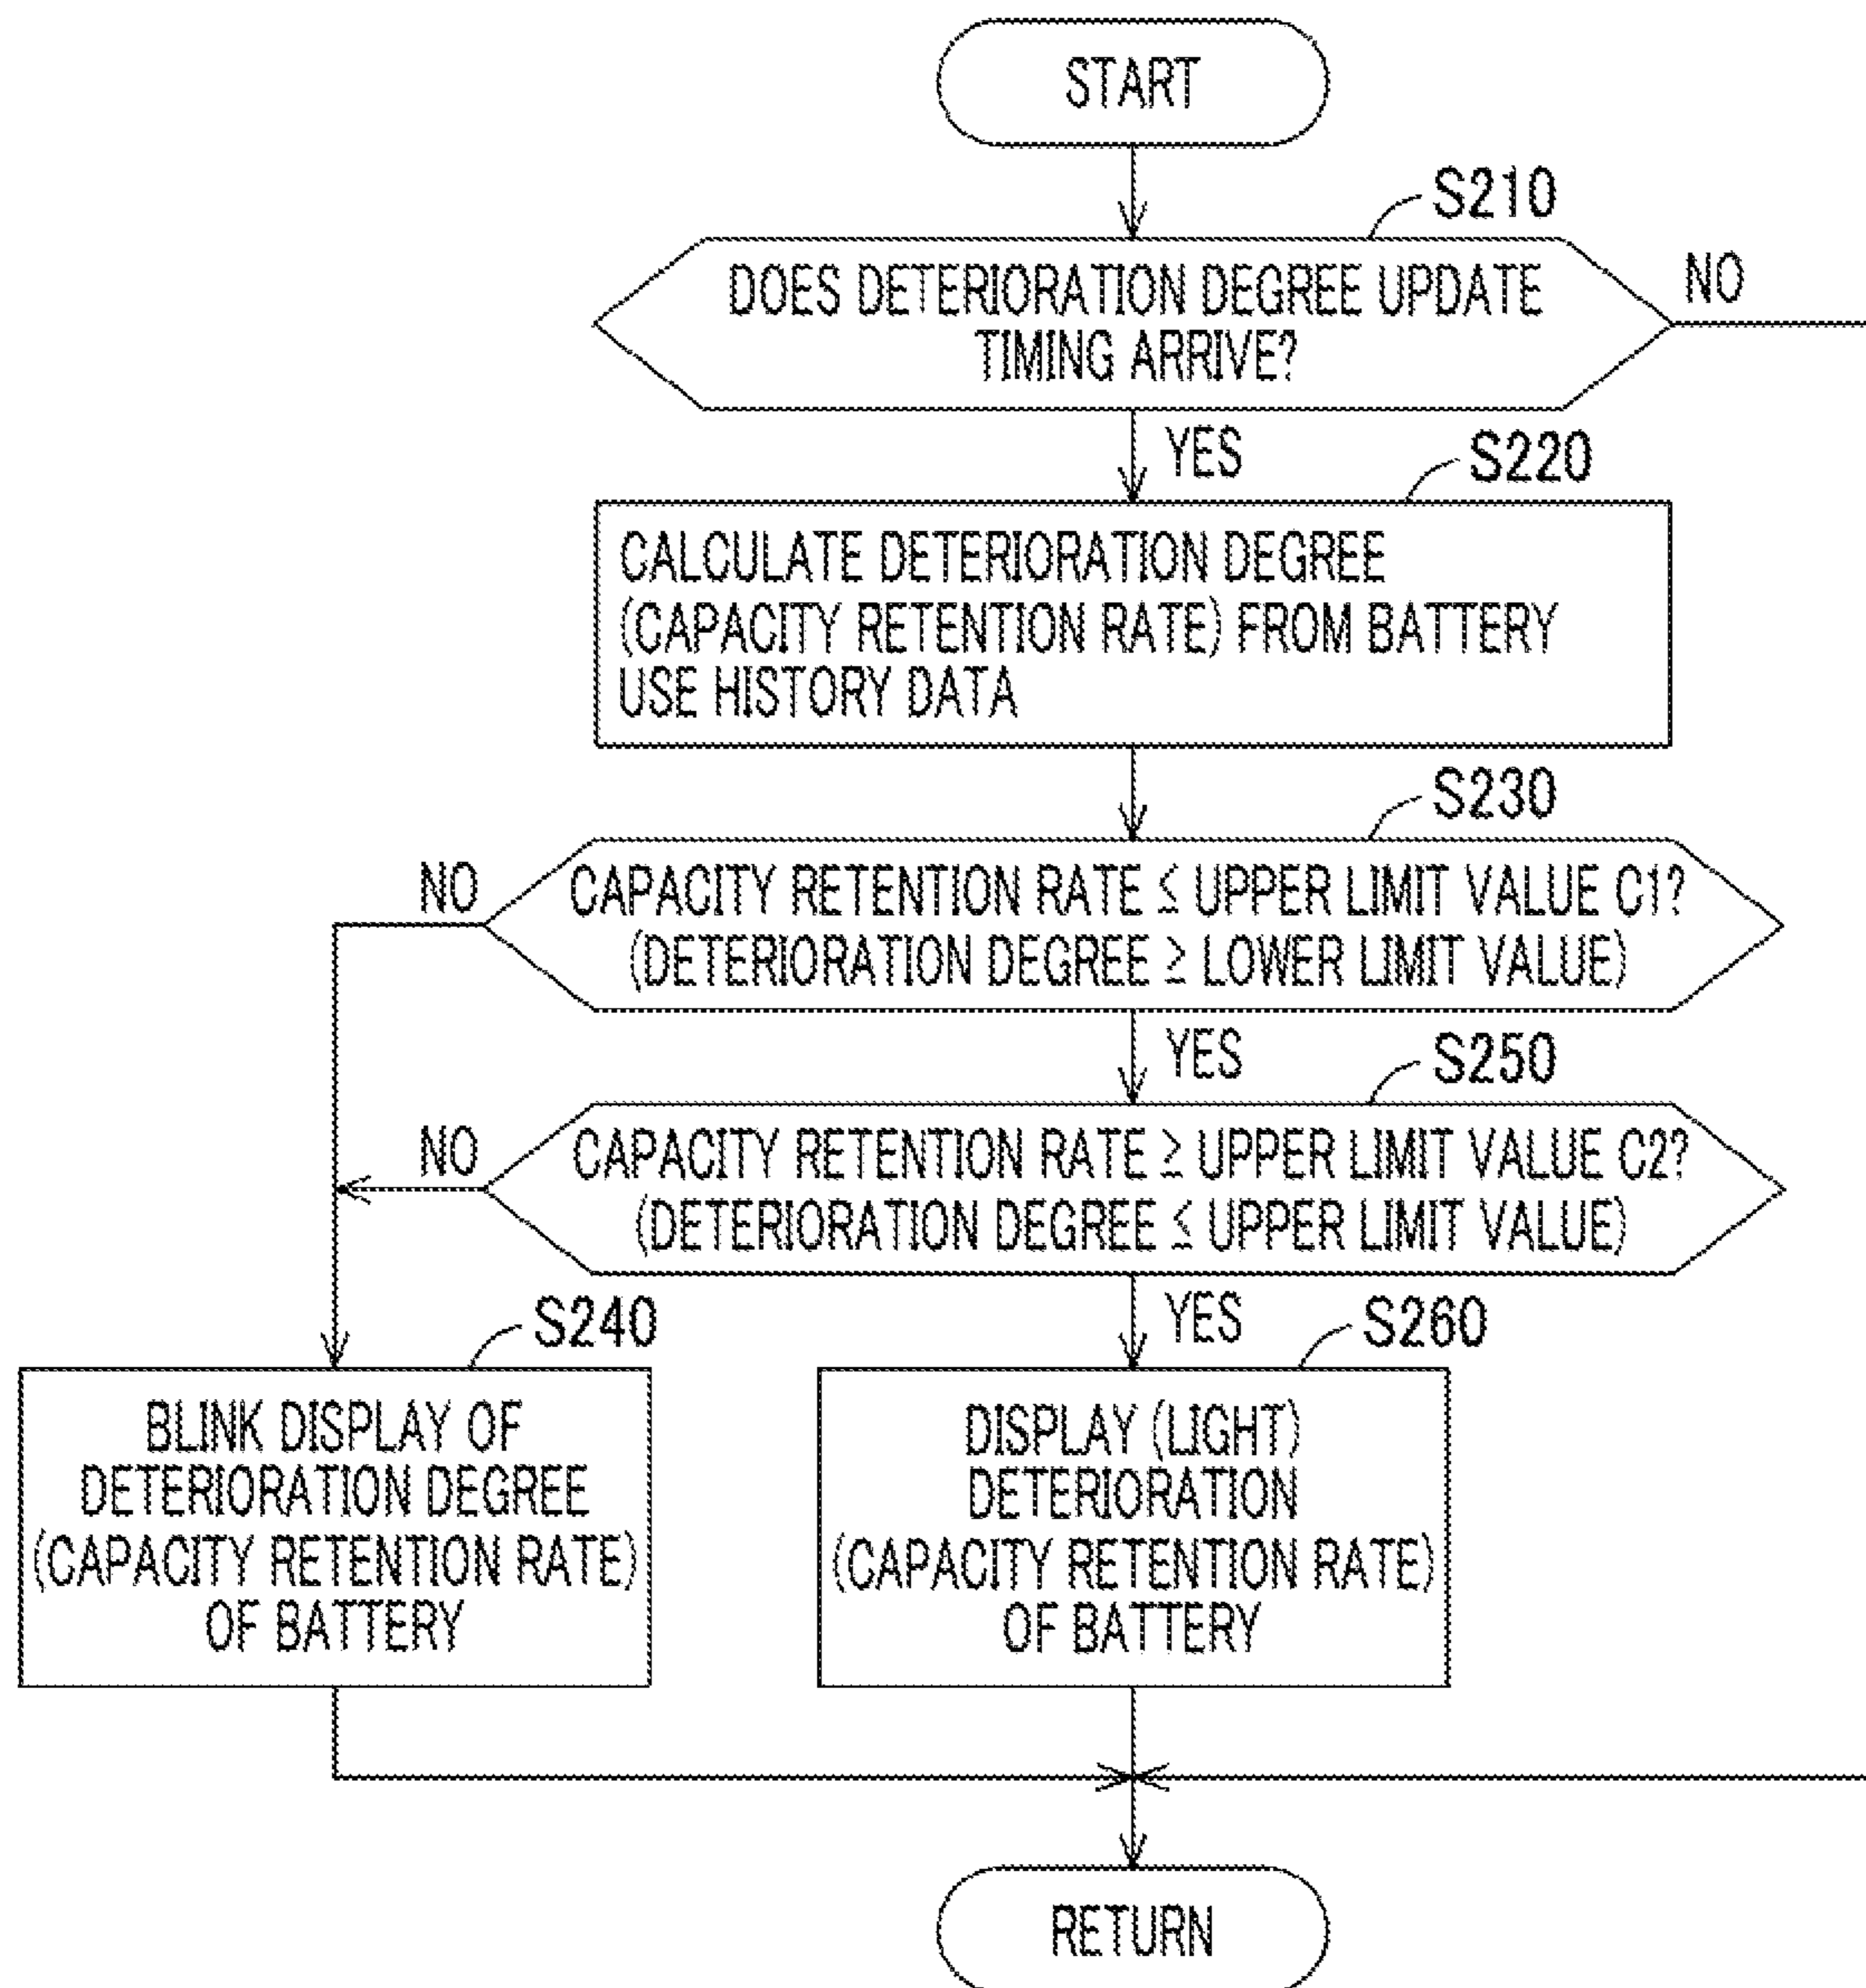 START
S210
DOES DETERIORATION DEGREE UPDATE
TIMING ARRIVE?
NO
YES
S220
CALCULATE DETERIORATION DEGREE
(CAPACITY RETENTION RATE) FROM BATTERY
USE HISTORY DATA
S230
NO
CAPACITY RETENTION RATE ≤ UPPER LIMIT VALUE C1?
(DETERIORATION DEGREE ≥ LOWER LIMIT VALUE)
YES
S250
NO
CAPACITY RETENTION RATE ≥ UPPER LIMIT VALUE C2?
(DETERIORATION DEGREE ≤ UPPER LIMIT VALUE)
YES
S240
BLINK DISPLAY OF
DETERIORATION DEGREE
(CAPACITY RETENTION RATE)
OF BATTERY
S260
DISPLAY (LIGHT)
DETERIORATION
(CAPACITY RETENTION RATE)
OF BATTERY
RETURN